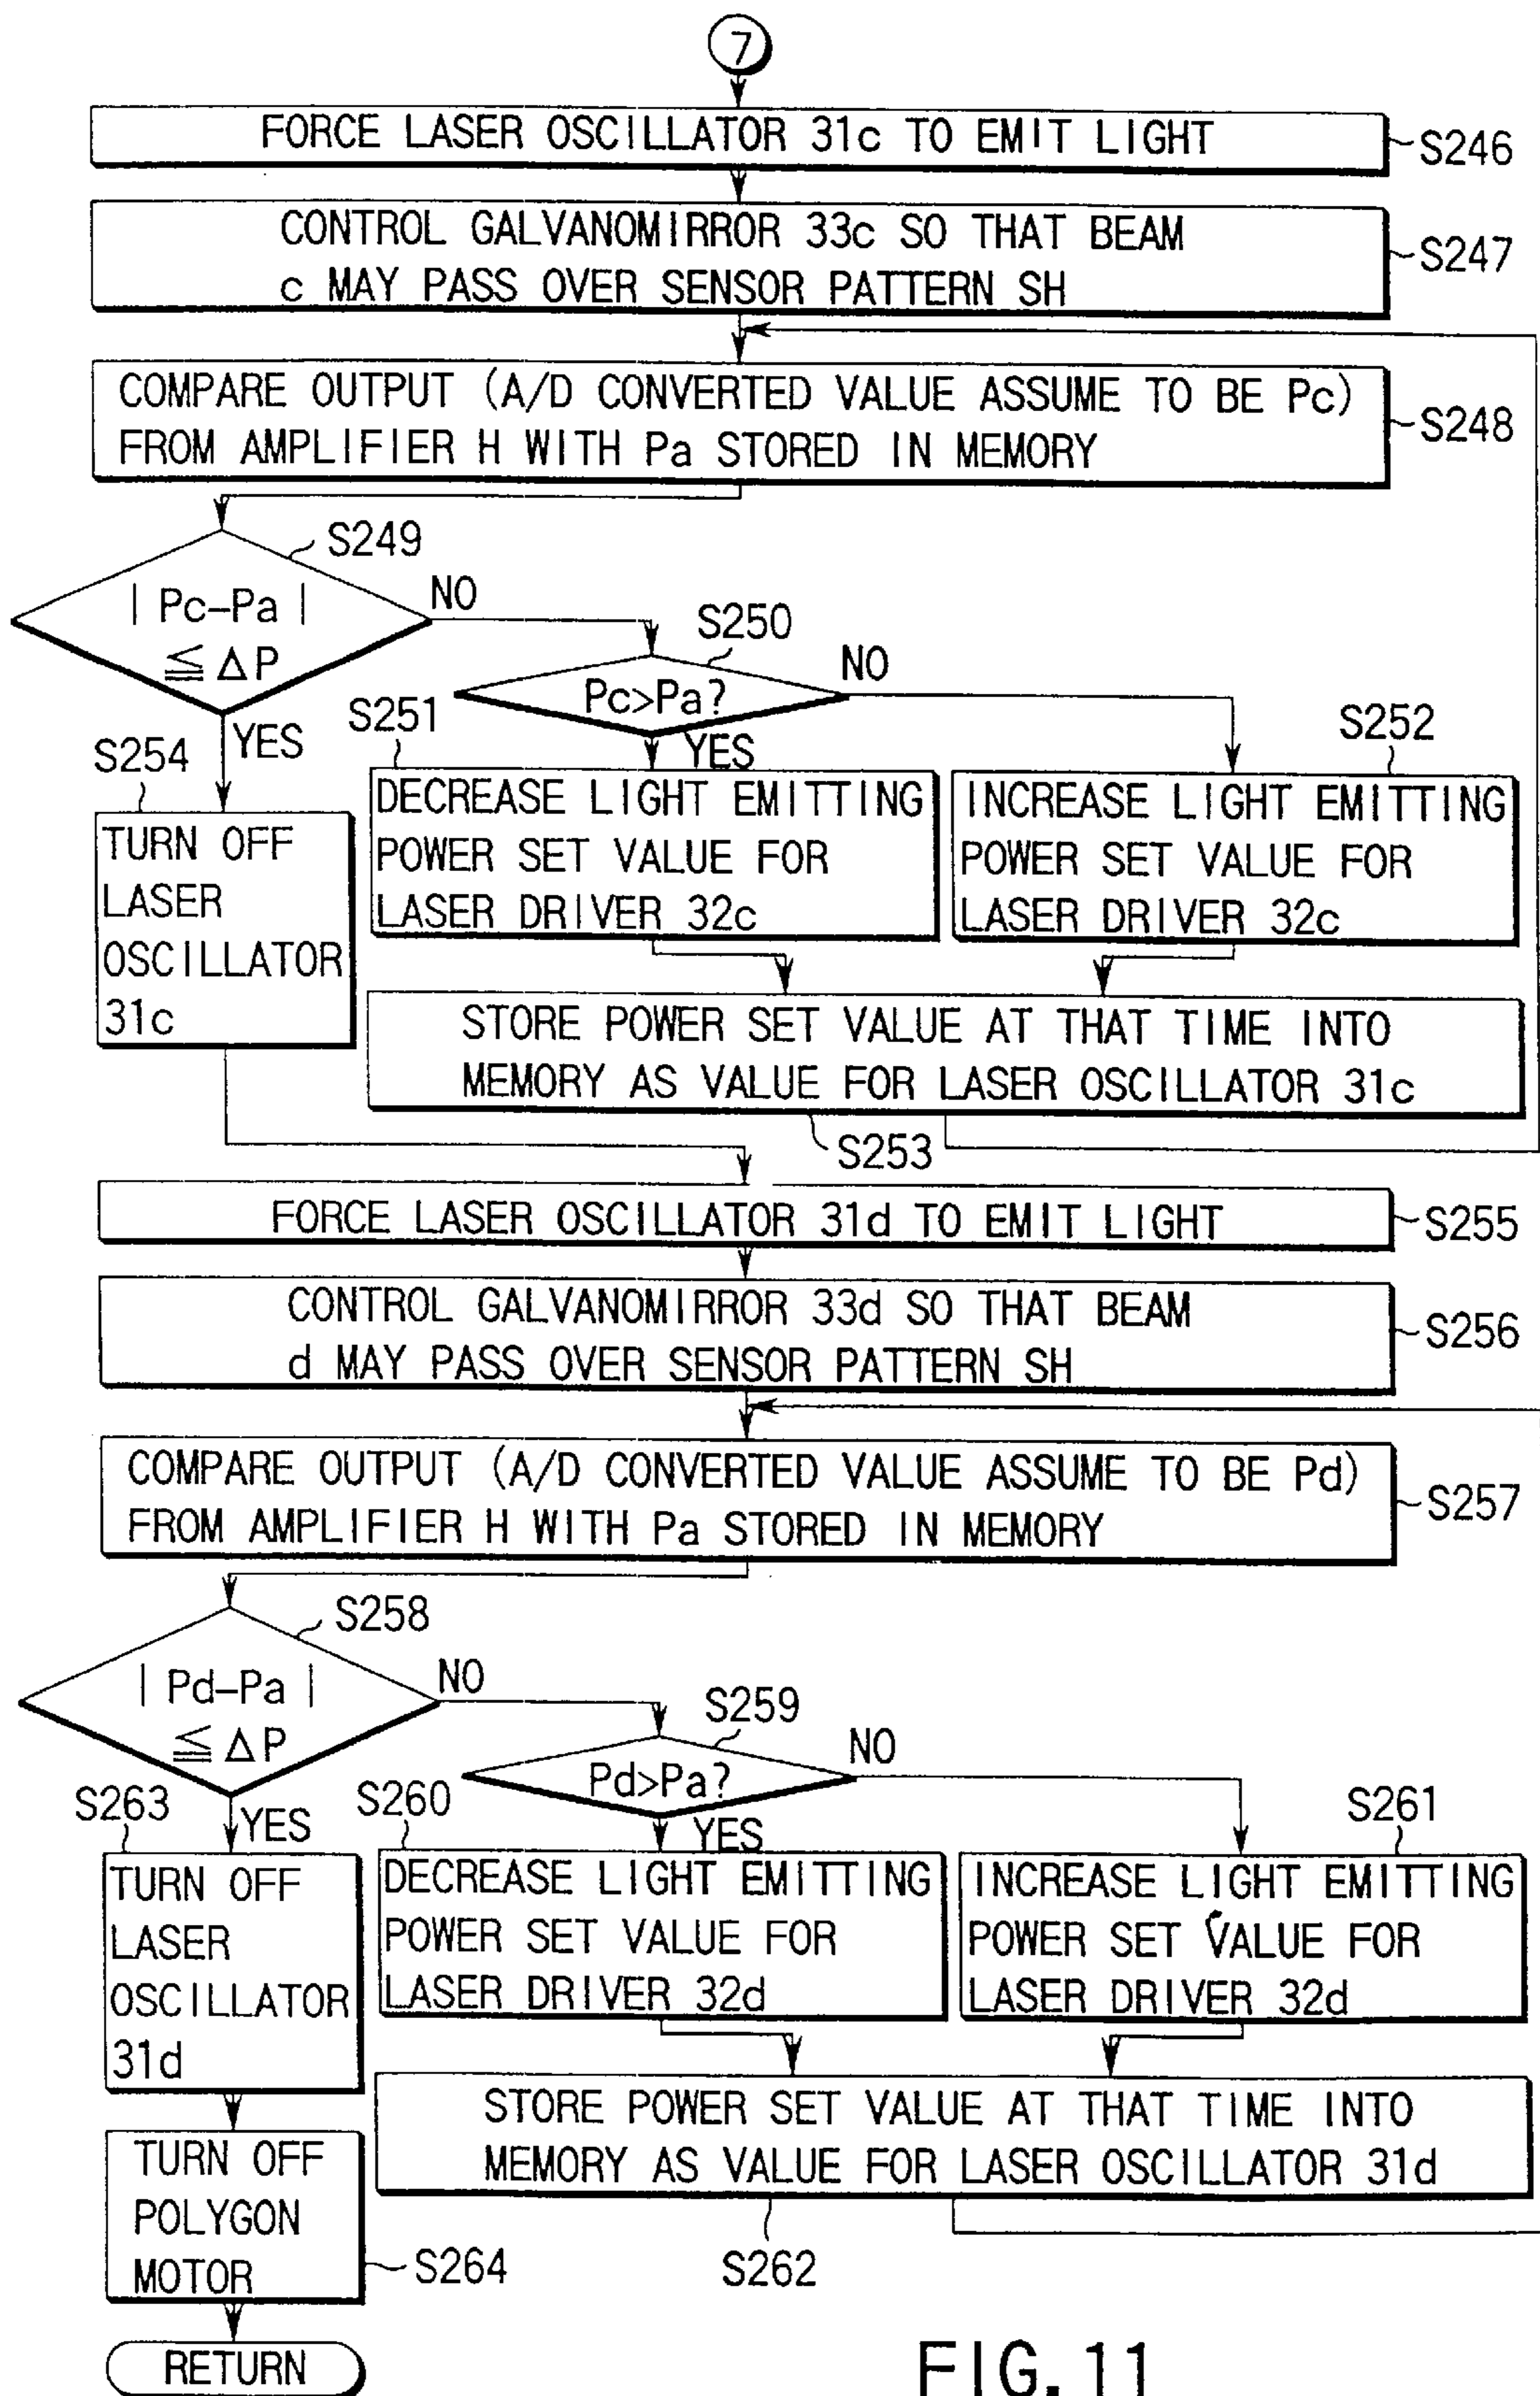 7
FORCE LASER OSCILLATOR 31c TO EMIT LIGHT
S246
CONTROL GALVANOMIRROR 33c SO THAT BEAM
c MAY PASS OVER SENSOR PATTERN SH
S247
COMPARE OUTPUT (A/D CONVERTED VALUE ASSUME TO BE Pc)
FROM AMPLIFIER H WITH Pa STORED IN MEMORY
S248
S249
| Pc-Pa |
≦ ΔP
NO
YES
S250
Pc>Pa?
NO
YES
S251
DECREASE LIGHT EMITTING
POWER SET VALUE FOR
LASER DRIVER 32c
S252
INCREASE LIGHT EMITTING
POWER SET VALUE FOR
LASER DRIVER 32c
S254
TURN OFF
LASER
OSCILLATOR
31c
STORE POWER SET VALUE AT THAT TIME INTO
MEMORY AS VALUE FOR LASER OSCILLATOR 31c
S253
FORCE LASER OSCILLATOR 31d TO EMIT LIGHT
S255
CONTROL GALVANOMIRROR 33d SO THAT BEAM
d MAY PASS OVER SENSOR PATTERN SH
S256
COMPARE OUTPUT (A/D CONVERTED VALUE ASSUME TO BE Pd)
FROM AMPLIFIER H WITH Pa STORED IN MEMORY
S257
S258
| Pd-Pa |
≦ ΔP
NO
YES
S259
Pd>Pa?
NO
YES
S260
DECREASE LIGHT EMITTING
POWER SET VALUE FOR
LASER DRIVER 32d
S261
INCREASE LIGHT EMITTING
POWER SET VALUE FOR
LASER DRIVER 32d
S263
TURN OFF
LASER
OSCILLATOR
31d
STORE POWER SET VALUE AT THAT TIME INTO
MEMORY AS VALUE FOR LASER OSCILLATOR 31d
S262
TURN OFF
POLYGON
MOTOR
S264
RETURN
FIG. 11